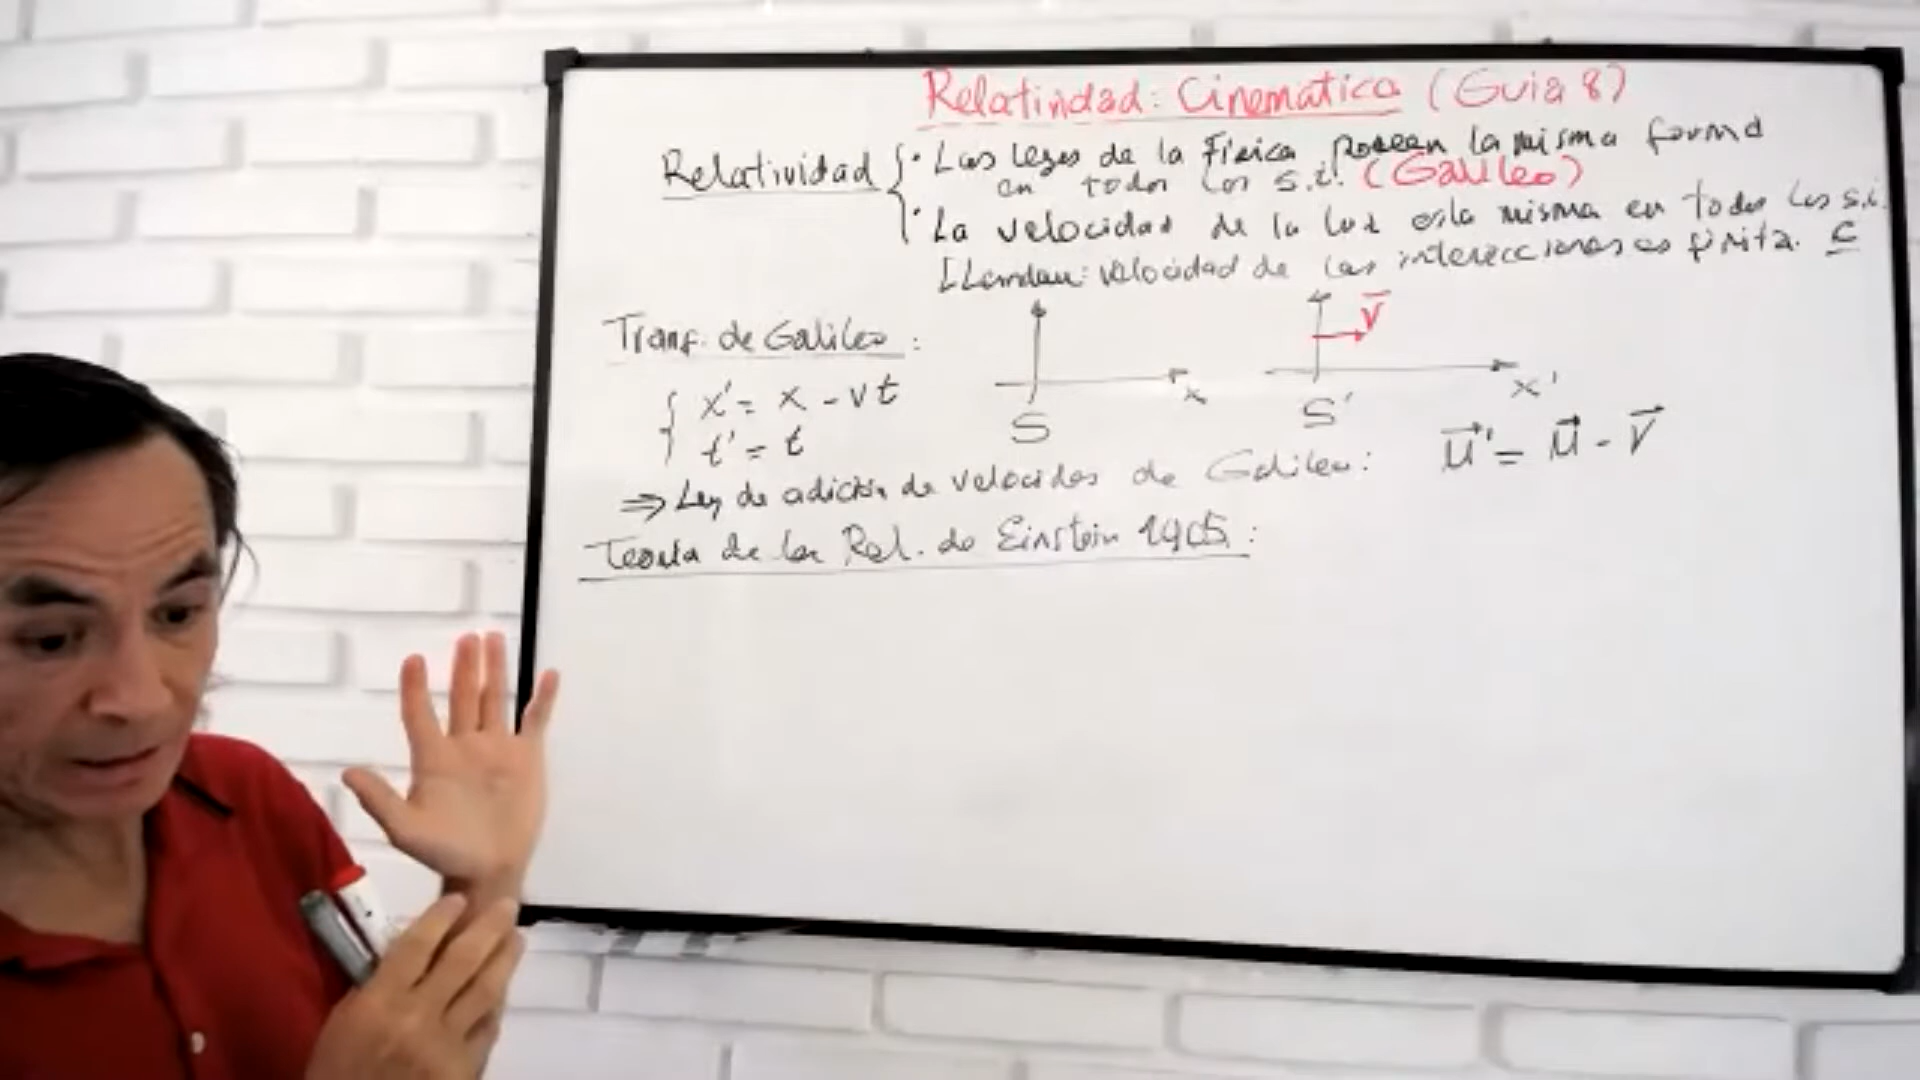 Relatividad: Cinematica (Guia 8)
Relatividad { • Las leyes de la Fisica poseen la misma forma
en todos los s.i. (Galileo)
• La velocidad de la luz es la misma en todos los s.i.
[Landau: velocidad de las interacciones es finita. c
Transf. de Galileo:
V
{ x' = x - vt
t' = t
x
x'
S
S'
⇒ Ley de adición de velocidades de Galileo: u' = u - V
Teoría de la Rel. de Einstein 1905: